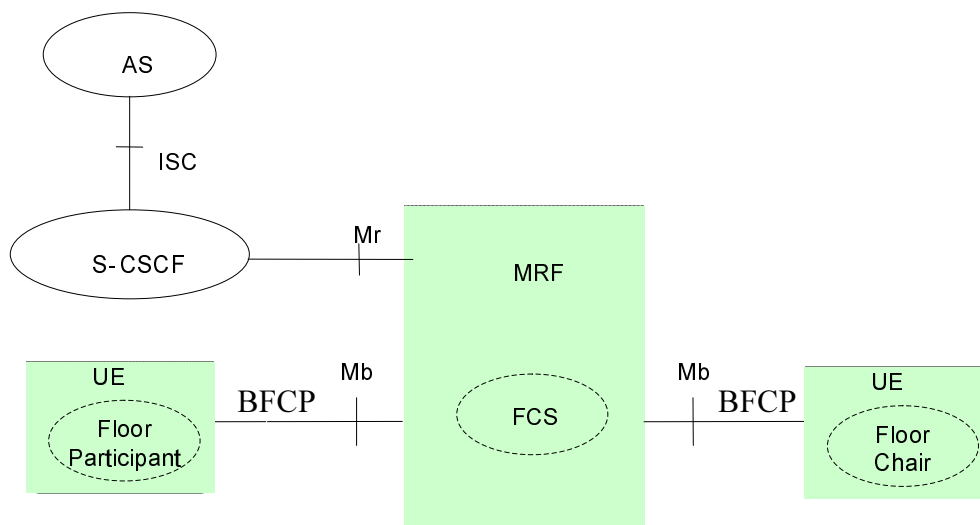 AS
ISC
S-CSCF
Mr
MRF
UE
BFCP
Mb
Floor
Participant
FCS
Mb
BFCP
UE
Floor
Chair